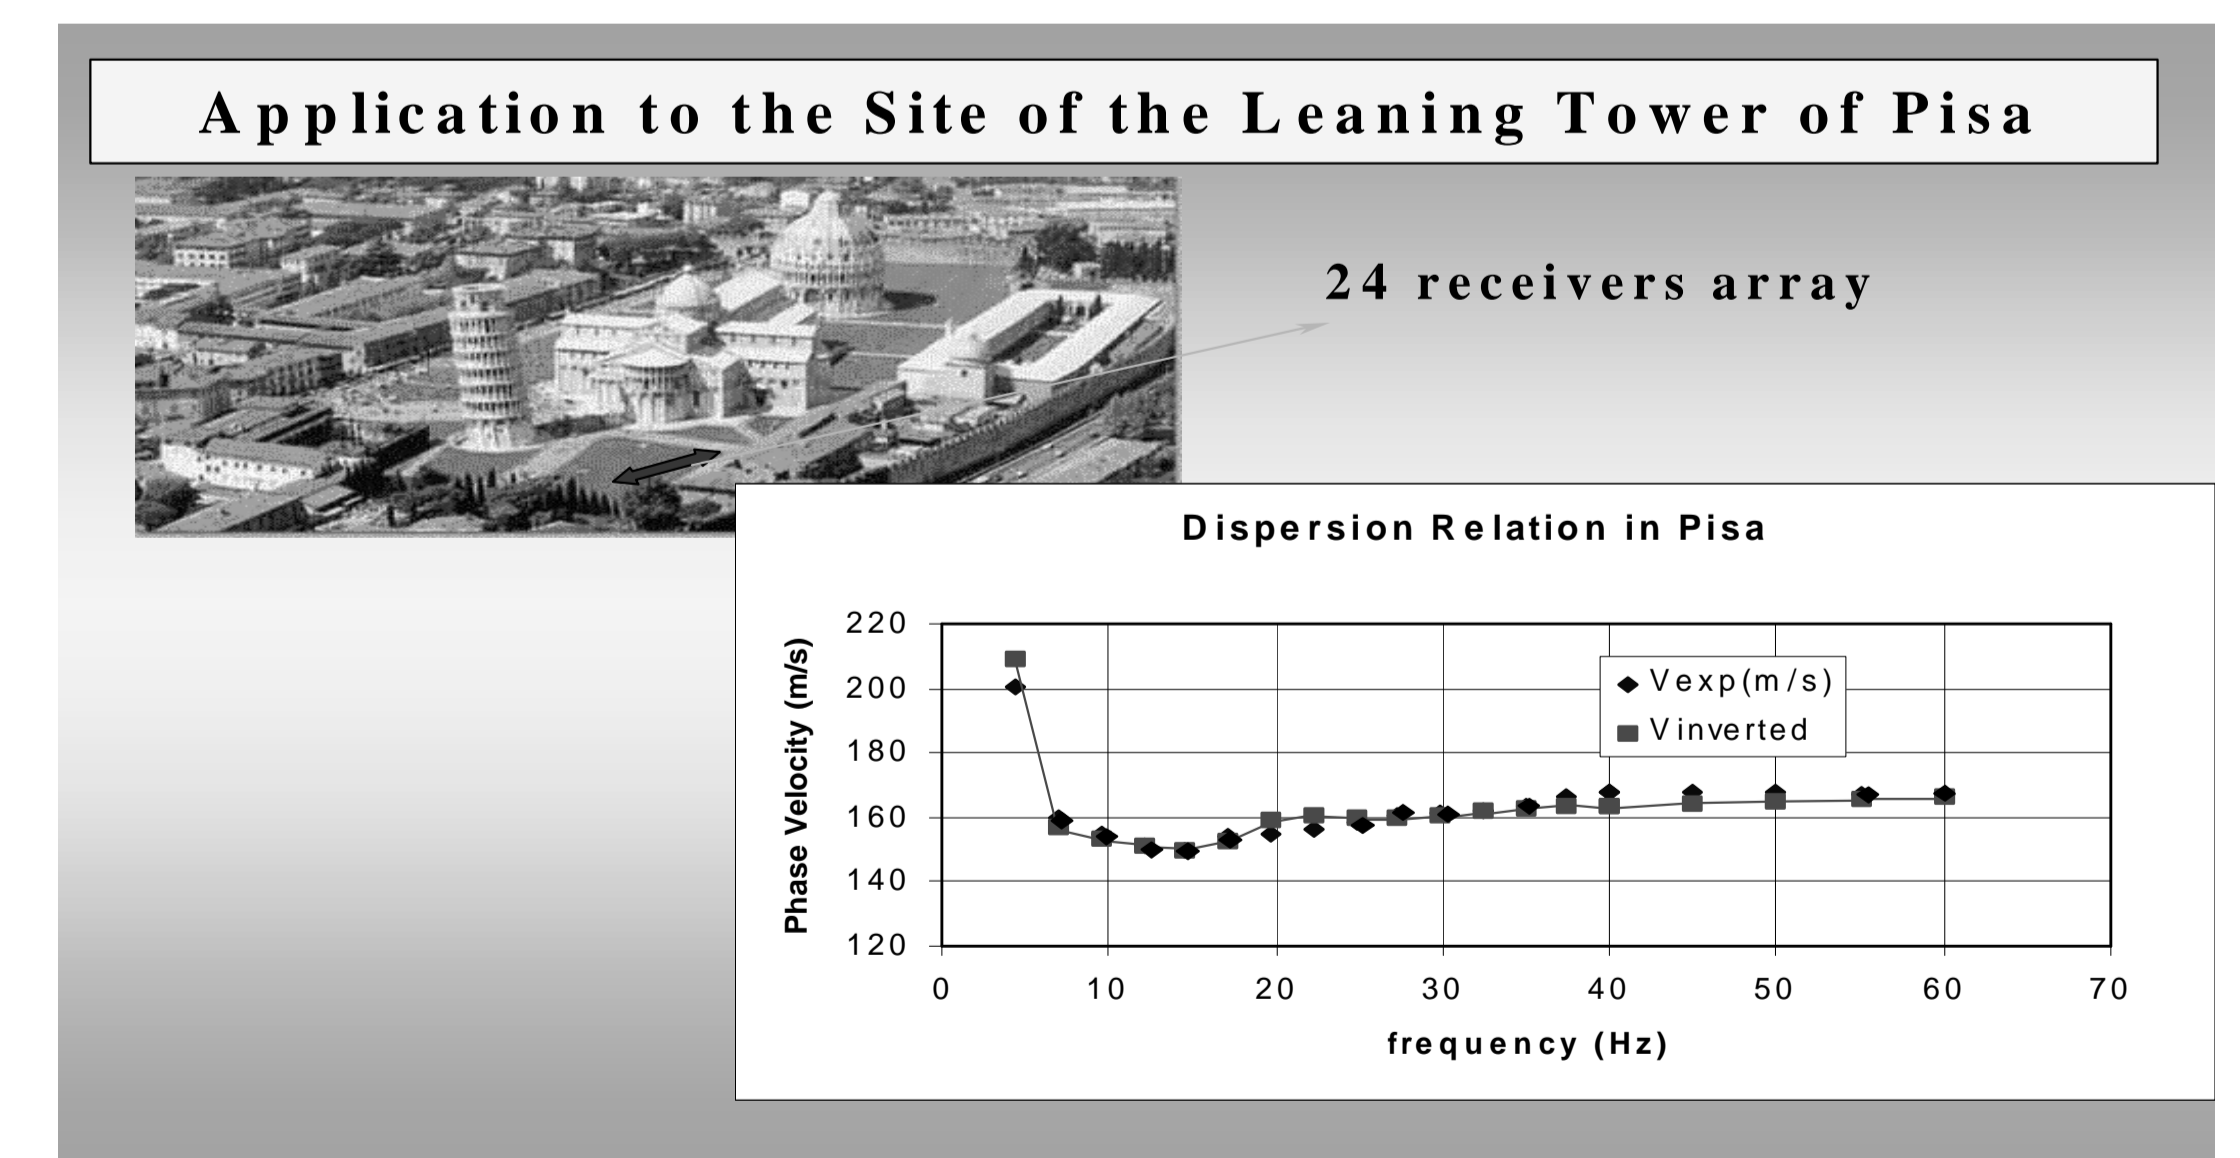 Application to the Site of the Leaning Tower of Pisa
24 receivers array
Dispersion Relation in Pisa
Phase Velocity (m/s)
220
200
180
160
140
120
Vexp(m/s)
Vinverted
0 10 20 30 40 50 60 70
frequency (Hz)